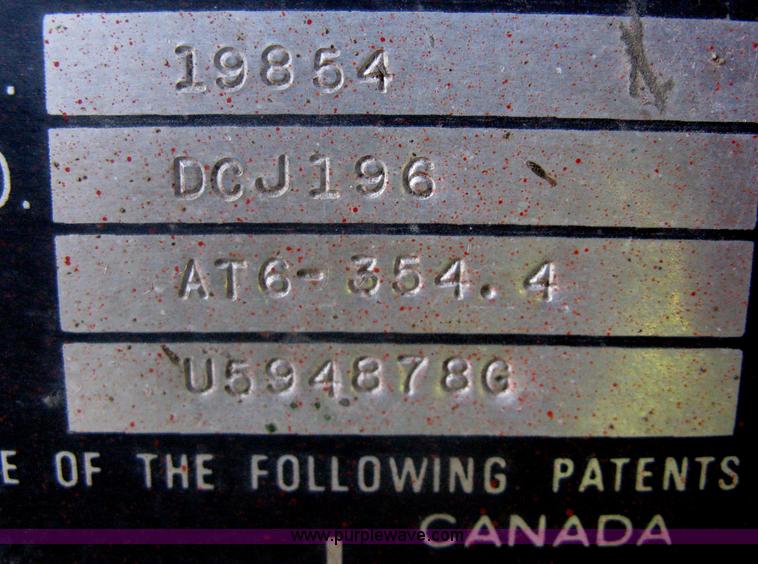 . 19854
). DCJ196
AT6-354.4
U594878G
E OF THE FOLLOWING PATENTS
CANADA
www.purplewave.com